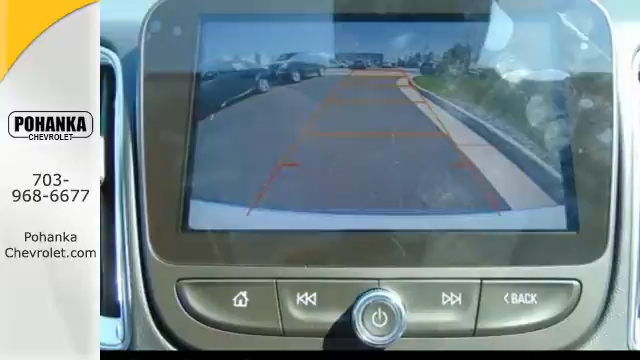 POHANKA
CHEVROLET
703-
968-6677
Pohanka
Chevrolet.com
BACK